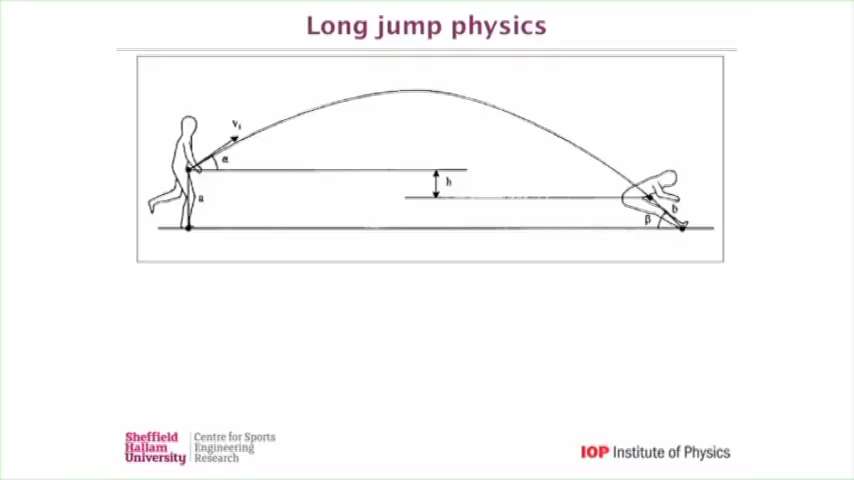 Long jump physics
v₁
α
h
a
b
β
Sheffield
Hallam
University
Centre for Sports
Engineering
Research
IOP Institute of Physics